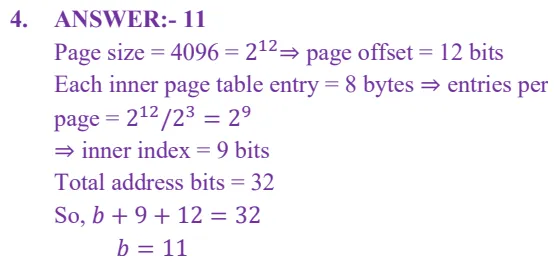 4. ANSWER:- 11
Page size = 4096 = 2¹²⇒ page offset = 12 bits
Each inner page table entry = 8 bytes ⇒ entries per
page = 2¹²/2³ = 2⁹
⇒ inner index = 9 bits
Total address bits = 32
So, 𝑏 + 9 + 12 = 32
𝑏 = 11